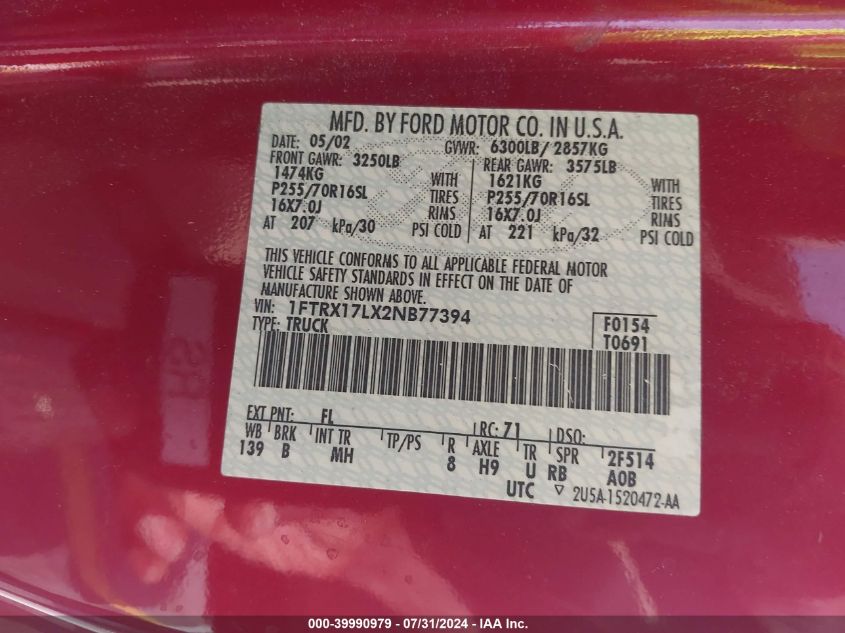 MFD. BY FORD MOTOR CO. IN U.S.A.
DATE: 05/02 GVWR: 6300LB/ 2857KG
FRONT GAWR: 3250LB REAR GAWR: 3575LB
1474KG WITH 1621KG WITH
P255/70R16SL TIRES P255/70R16SL TIRES
16X7.0J RIMS 16X7.0J RIMS
AT 207 kPa/30 PSI COLD AT 221 kPa/32 PSI COLD
THIS VEHICLE CONFORMS TO ALL APPLICABLE FEDERAL MOTOR
VEHICLE SAFETY STANDARDS IN EFFECT ON THE DATE OF
MANUFACTURE SHOWN ABOVE.
VIN: 1FTRX17LX2NB77394 F0154
TYPE: TRUCK T0691
EXT PNT: FL RC: 71 DSO:
WB BRK INT TR TP/PS R AXLE TR SPR 2F514
139 B MH 8 H9 U RB A0B
UTC ▽ 2U5A-1520472-AA
000-39990979 - 07/31/2024 - IAA Inc.